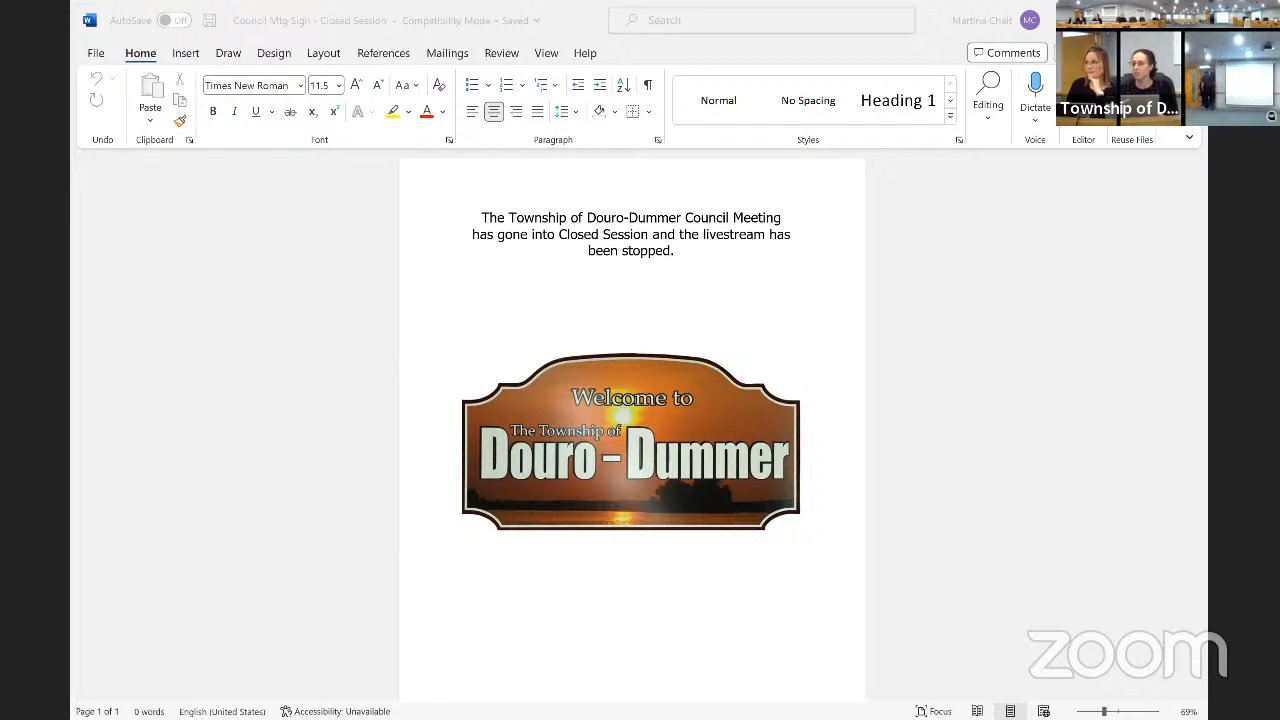 AutoSave Off Council Mtg Sign - Closed Session - Compatibility Mode - Saved Search Martina Chait MC
File Home Insert Draw Design Layout References Mailings Review View Help Comments
Times New Roman 11.5 Aa
Paste
Normal No Spacing Heading 1
Editing Dictate
Undo Clipboard Font Paragraph Styles Voice Editor Reuse Files
Township of D...
The Township of Douro-Dummer Council Meeting
has gone into Closed Session and the livestream has
been stopped.
Welcome to
The Township of
Douro - Dummer
zoom
Page 1 of 1 0 words English (United States) Accessibility: Unavailable Focus 69%